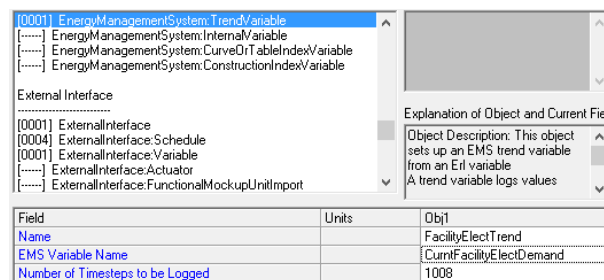 [0001] EnergyManagementSystem:TrendVariable
[------] EnergyManagementSystem:InternalVariable
[------] EnergyManagementSystem:CurveOrTableIndexVariable
[------] EnergyManagementSystem:ConstructionIndexVariable
External Interface
--------------------------
[0001] ExternalInterface
[0004] ExternalInterface:Schedule
[0001] ExternalInterface:Variable
[------] ExternalInterface:Actuator
[------] ExternalInterface:FunctionalMockupUnitImport
Explanation of Object and Current Fie
Object Description: This object
sets up an EMS trend variable
from an Erl variable
A trend variable logs values
Field Units Obj1
Name FacilityElectTrend
EMS Variable Name CurntFacilityElectDemand
Number of Timesteps to be Logged 1008